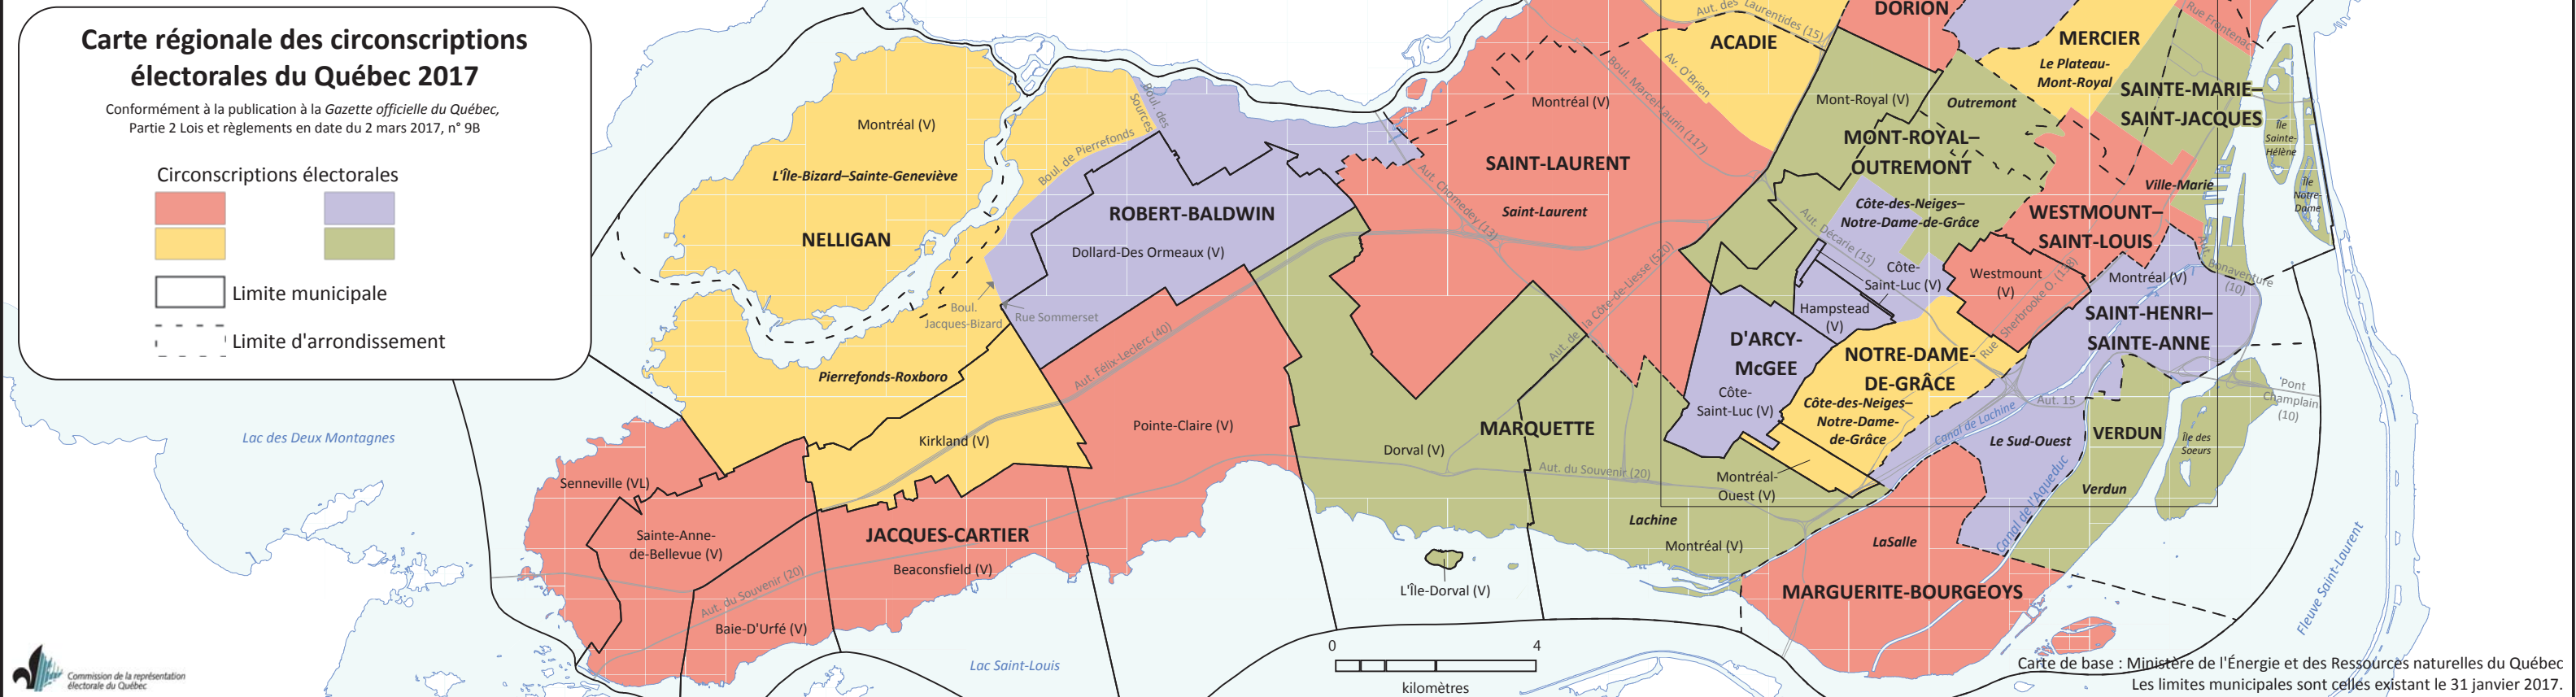 Carte régionale des circonscriptions
électorales du Québec 2017
Conformément à la publication à la Gazette officielle du Québec,
Partie 2 Lois et règlements en date du 2 mars 2017, n° 9B
Circonscriptions électorales
Limite municipale
Limite d'arrondissement
Commission de la représentation
électorale du Québec
Lac des Deux Montagnes
Montréal (V)
L'Île-Bizard–Sainte-Geneviève
NELLIGAN
Boul. de Pierrefonds
Boul. des
Sources
Boul.
Jacques-Bizard
Rue Sommerset
Pierrefonds-Roxboro
Kirkland (V)
ROBERT-BALDWIN
Dollard-Des Ormeaux (V)
Aut. Félix-Leclerc (40)
Pointe-Claire (V)
Senneville (VL)
Sainte-Anne-
de-Bellevue (V)
JACQUES-CARTIER
Beaconsfield (V)
Aut. du Souvenir (20)
Baie-D'Urfé (V)
Lac Saint-Louis
Montréal (V)
SAINT-LAURENT
Saint-Laurent
Aut. Chomedey (13)
Boul. Marcel-Laurin (117)
Av. O'Brien
Aut. des Laurentides (15)
ACADIE
Aut. de la Côte-de-Liesse (520)
MARQUETTE
Dorval (V)
Aut. du Souvenir (20)
Lachine
Montréal (V)
L'Île-Dorval (V)
0 4
kilomètres
DORION
MERCIER
Le Plateau-
Mont-Royal
Rue Frontenac
SAINTE-MARIE–
SAINT-JACQUES
Île
Sainte-
Hélène
Île
Notre-
Dame
Mont-Royal (V)
Outremont
MONT-ROYAL–
OUTREMONT
Ville-Marie
Côte-des-Neiges–
Notre-Dame-de-Grâce
WESTMOUNT–
SAINT-LOUIS
Aut. Décarie (15)
Côte-
Saint-Luc (V)
Westmount
(V)
Montréal (V)
Aut. Bonaventure
(10)
Hampstead
(V)
Rue Sherbrooke O. (138)
SAINT-HENRI–
SAINTE-ANNE
D'ARCY-
McGEE
Côte-
Saint-Luc (V)
NOTRE-DAME-
DE-GRÂCE
Côte-des-Neiges–
Notre-Dame-
de-Grâce
Montréal-
Ouest (V)
Aut. 15
Pont
Champlain
(10)
Canal de Lachine
Le Sud-Ouest
VERDUN
Île des
Soeurs
Verdun
Canal de l'Aqueduc
LaSalle
MARGUERITE-BOURGEOYS
Fleuve Saint-Laurent
Carte de base : Ministère de l'Énergie et des Ressources naturelles du Québec
Les limites municipales sont celles existant le 31 janvier 2017.